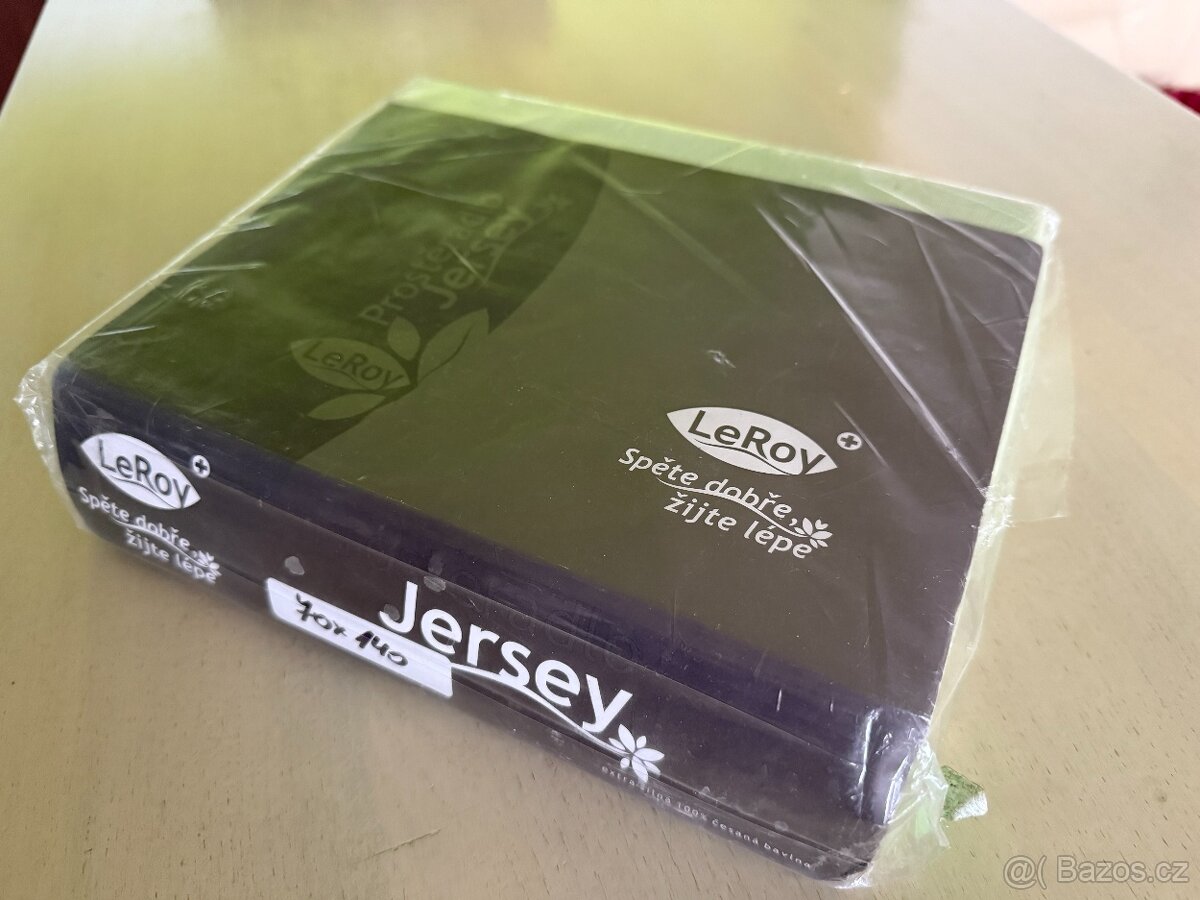 Jersey
LeRoy
LeRoy
Spěte dobře,
žijte lépe
LeRoy
Spěte dobře,
žijte lépe
Jersey
70x140
extra silná 100% česaná bavlna
@( Bazos.cz